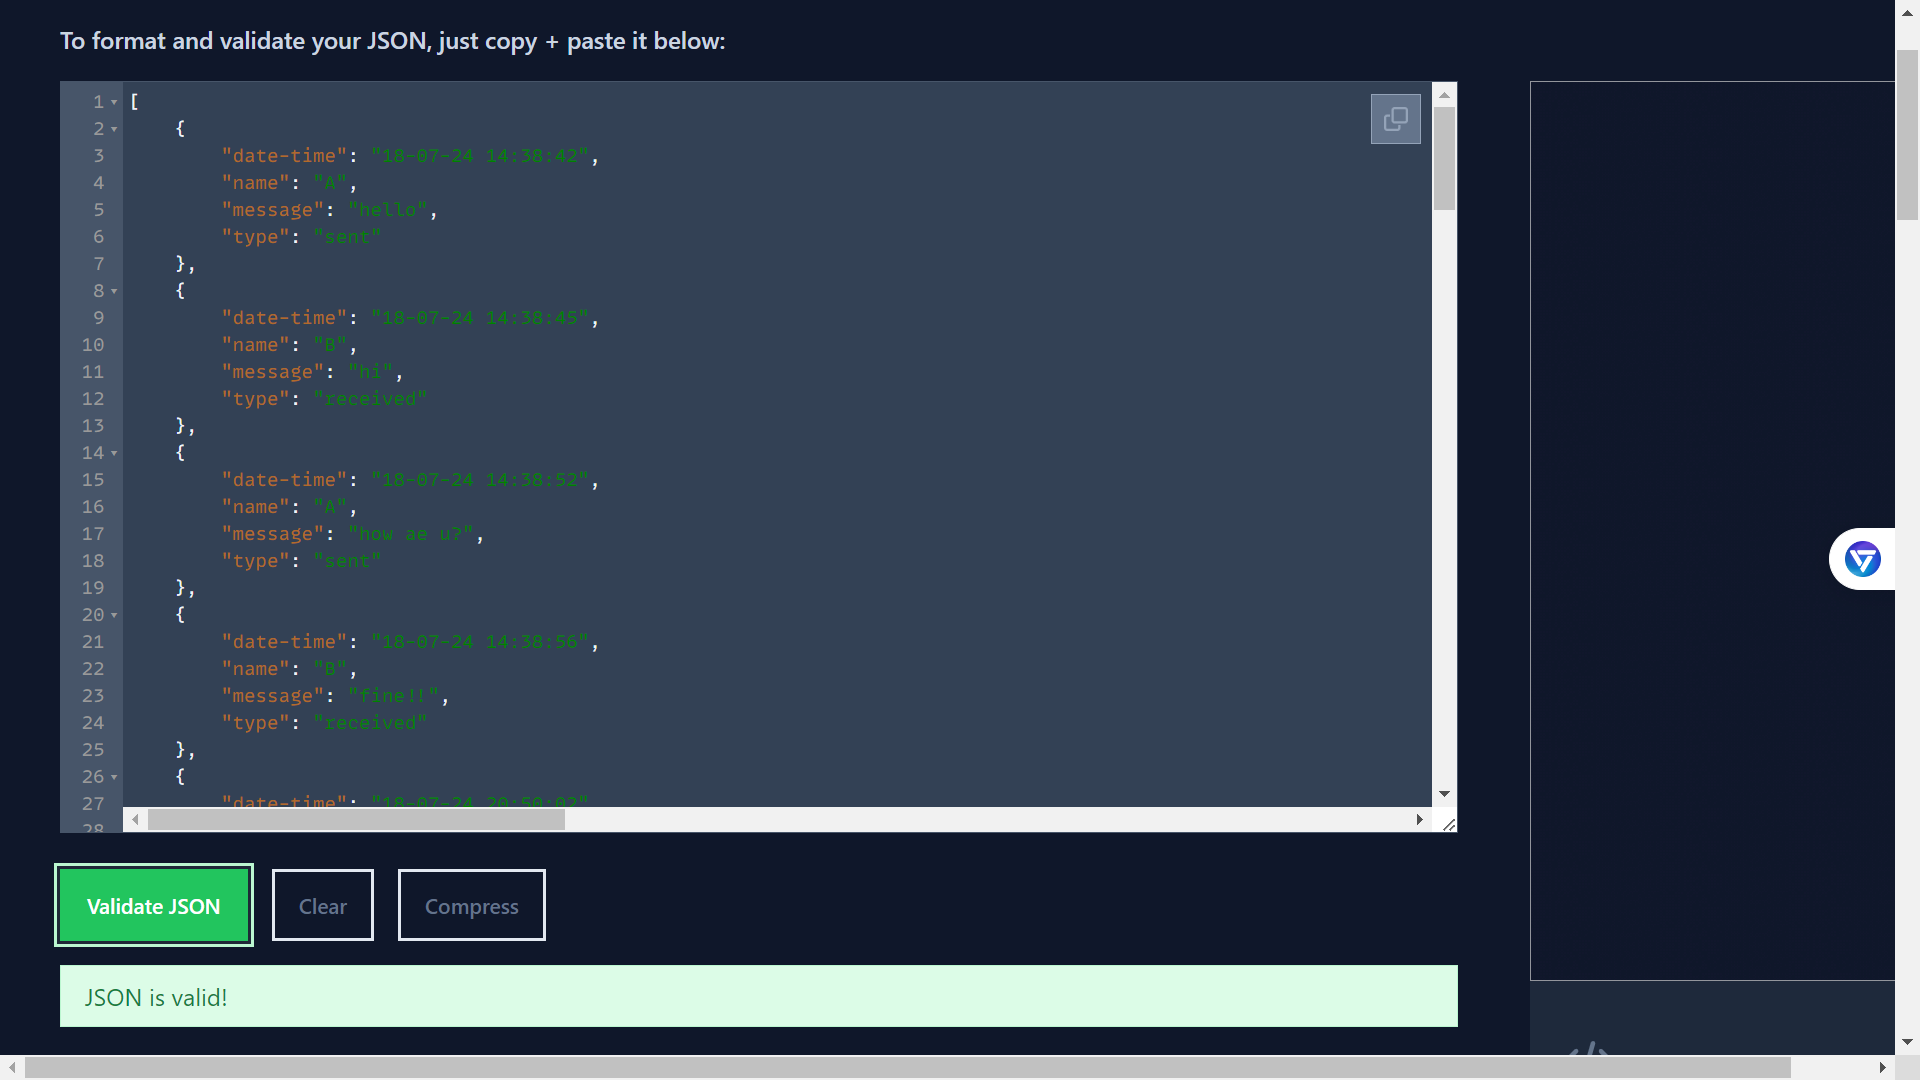 To format and validate your JSON, just copy + paste it below:
1 [
2 {
3 "date-time": "18-07-24 14:38:42",
4 "name": "A",
5 "message": "hello",
6 "type": "sent"
7 },
8 {
9 "date-time": "18-07-24 14:38:45",
10 "name": "B",
11 "message": "hi",
12 "type": "received"
13 },
14 {
15 "date-time": "18-07-24 14:38:52",
16 "name": "A",
17 "message": "how ae u?",
18 "type": "sent"
19 },
20 {
21 "date-time": "18-07-24 14:38:56",
22 "name": "B",
23 "message": "fine!!",
24 "type": "received"
25 },
26 {
27 "date-time": "18-07-24 20:50:02"
28
Validate JSON Clear Compress
JSON is valid!